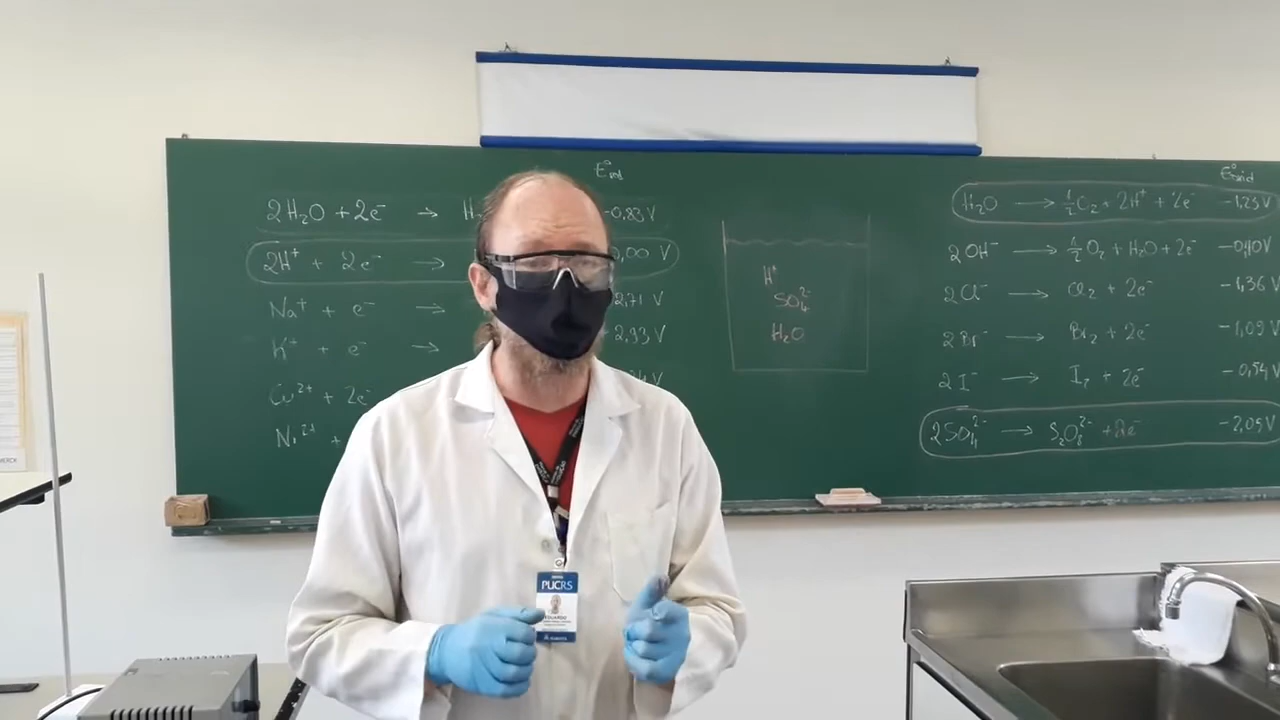 E°red
2H₂O + 2e⁻ → H₂ -0,83 V
2H⁺ + 2e⁻ → 0,00 V
Na⁺ + e⁻ → 2,71 V
K⁺ + e⁻ → 2,93 V
Cu²⁺ + 2e⁻
Ni²⁺ +
H⁺
SO₄²⁻
H₂O
E°oxid
H₂O → ½O₂ + 2H⁺ + 2e⁻ -1,23 V
2OH⁻ → ½O₂ + H₂O + 2e⁻ -0,40 V
2Cl⁻ → Cl₂ + 2e⁻ -1,36 V
2Br⁻ → Br₂ + 2e⁻ -1,09 V
2I⁻ → I₂ + 2e⁻ -0,54 V
2SO₄²⁻ → S₂O₈²⁻ + 2e⁻ -2,05 V
PUCRS
EDUARDO